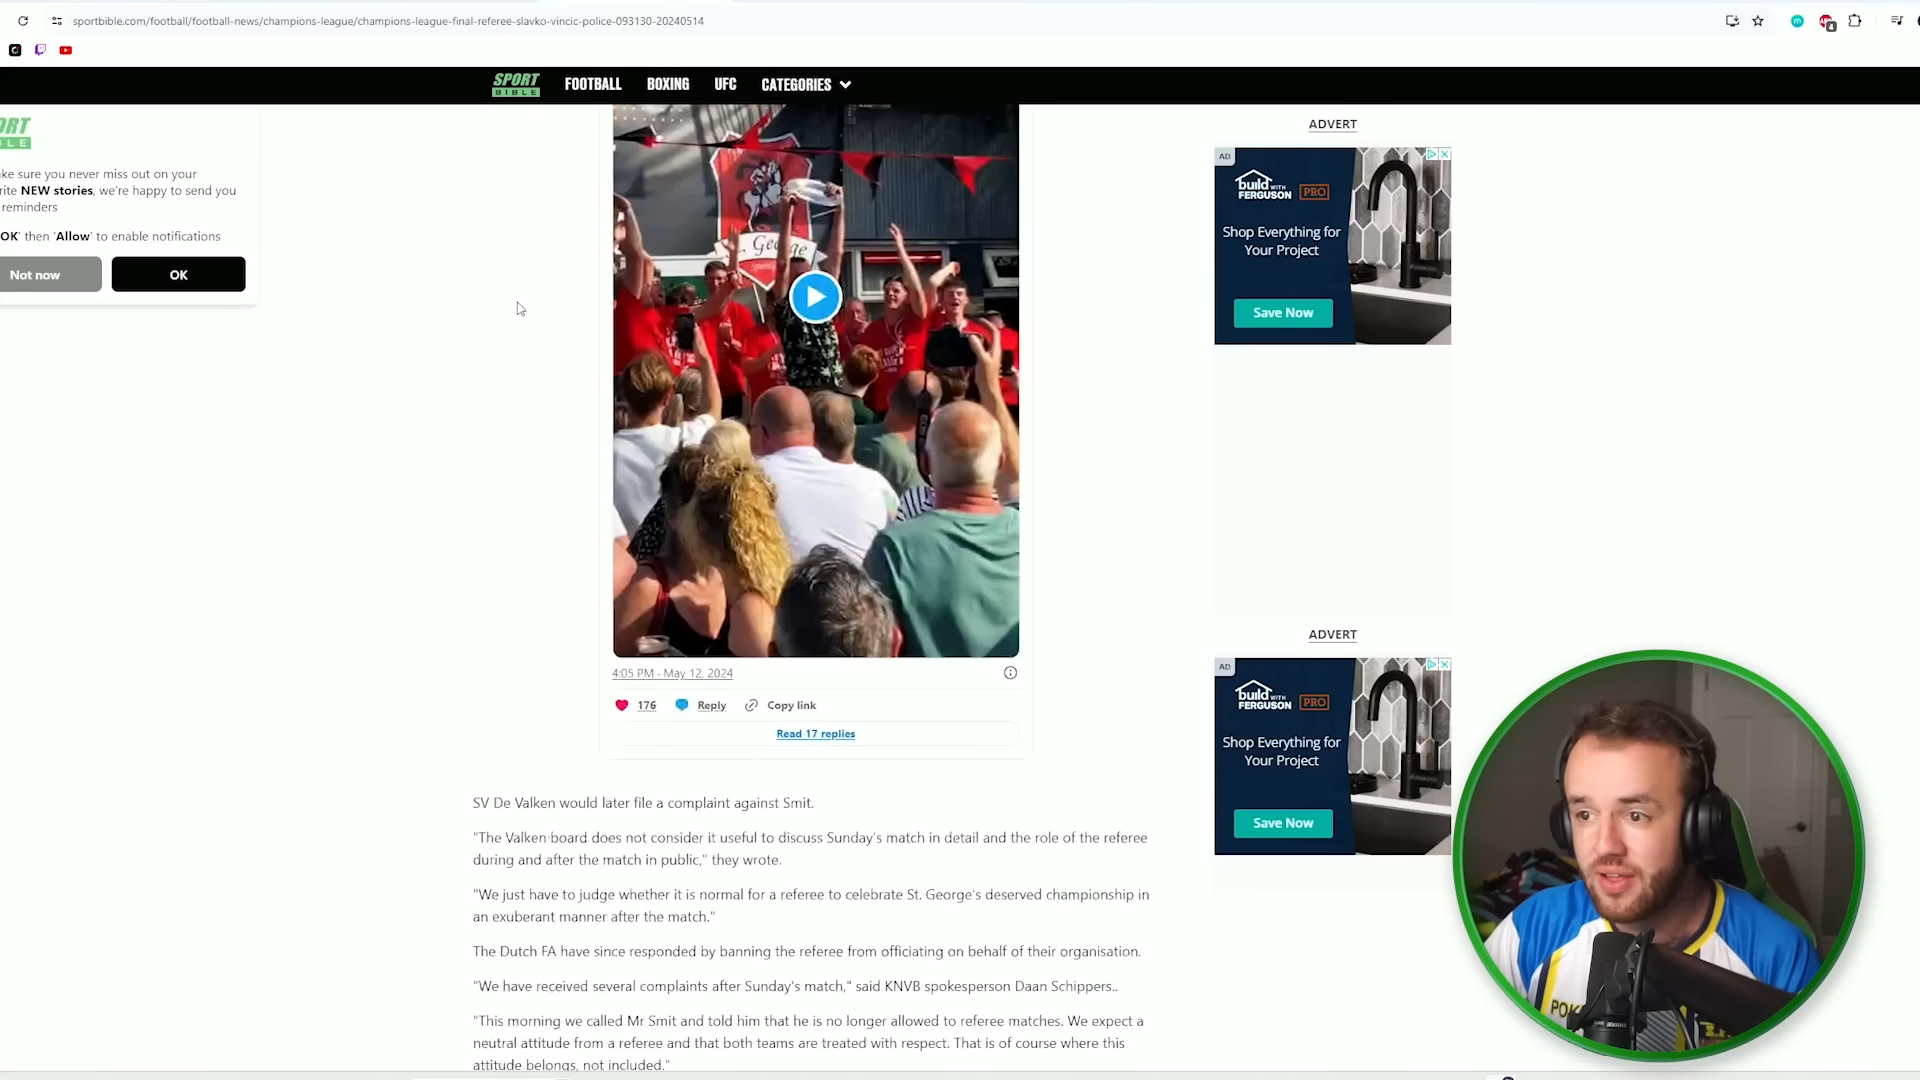 sportbible.com/football/football-news/champions-league/champions-league-final-referee-slavko-vincic-police-093130-20240514
SPORT
BIBLE
FOOTBALL
BOXING
UFC
CATEGORIES
ORT
BLE
ke sure you never miss out on your
rite NEW stories, we're happy to send you
reminders
OK' then 'Allow' to enable notifications
Not now
OK
George
4:05 PM · May 12, 2024
176
Reply
Copy link
Read 17 replies
SV De Valken would later file a complaint against Smit.
"The Valken board does not consider it useful to discuss Sunday's match in detail and the role of the referee
during and after the match in public," they wrote.
"We just have to judge whether it is normal for a referee to celebrate St. George's deserved championship in
an exuberant manner after the match."
The Dutch FA have since responded by banning the referee from officiating on behalf of their organisation.
"We have received several complaints after Sunday's match," said KNVB spokesperson Daan Schippers..
"This morning we called Mr Smit and told him that he is no longer allowed to referee matches. We expect a
neutral attitude from a referee and that both teams are treated with respect. That is of course where this
attitude belongs, not included."
ADVERT
AD
build WITH
FERGUSON PRO
Shop Everything for
Your Project
Save Now
ADVERT
AD
build WITH
FERGUSON PRO
Shop Everything for
Your Project
Save Now
POK